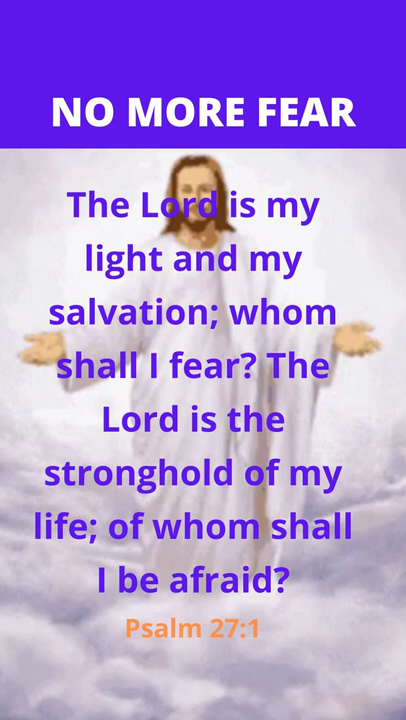 NO MORE FEAR
The Lord is my
light and my
salvation; whom
shall I fear? The
Lord is the
stronghold of my
life; of whom shall
I be afraid?
Psalm 27:1